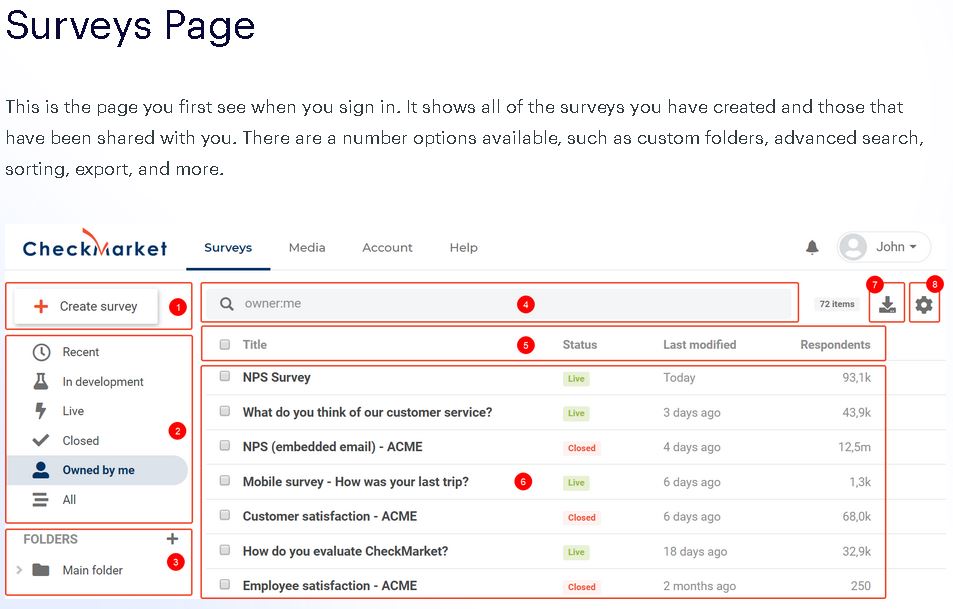 Surveys Page
This is the page you first see when you sign in. It shows all of the surveys you have created and those that
have been shared with you. There are a number options available, such as custom folders, advanced search,
sorting, export, and more.
CheckMarket Surveys Media Account Help John
Create survey 1 owner:me 4 72 items 7 8
Title 5 Status Last modified Respondents
Recent
In development
Live
Closed
2
Owned by me
All
FOLDERS +
Main folder 3
NPS Survey Live Today 93,1k
What do you think of our customer service? Live 3 days ago 43,9k
NPS (embedded email) - ACME Closed 4 days ago 12,5m
Mobile survey - How was your last trip? 6 Live 6 days ago 1,3k
Customer satisfaction - ACME Closed 6 days ago 68,0k
How do you evaluate CheckMarket? Live 18 days ago 32,9k
Employee satisfaction - ACME Closed 2 months ago 250